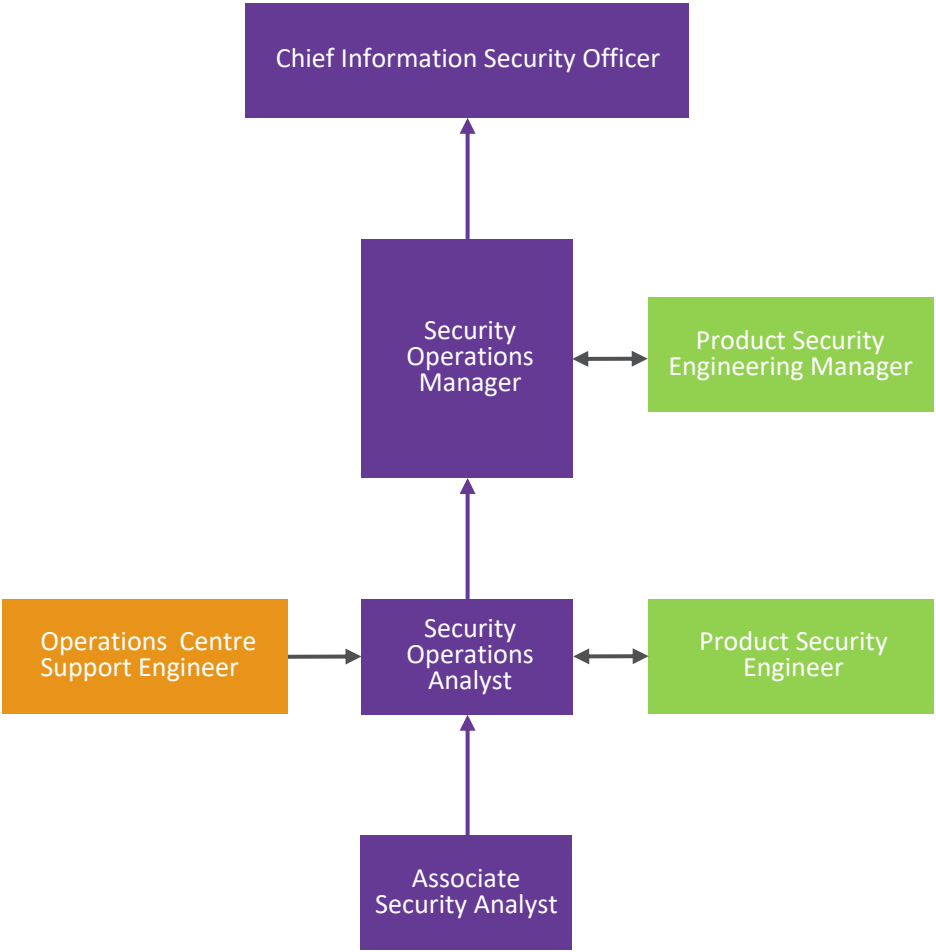 Chief Information Security Officer
Security
Operations
Manager
Product Security
Engineering Manager
Operations Centre
Support Engineer
Security
Operations
Analyst
Product Security
Engineer
Associate
Security Analyst